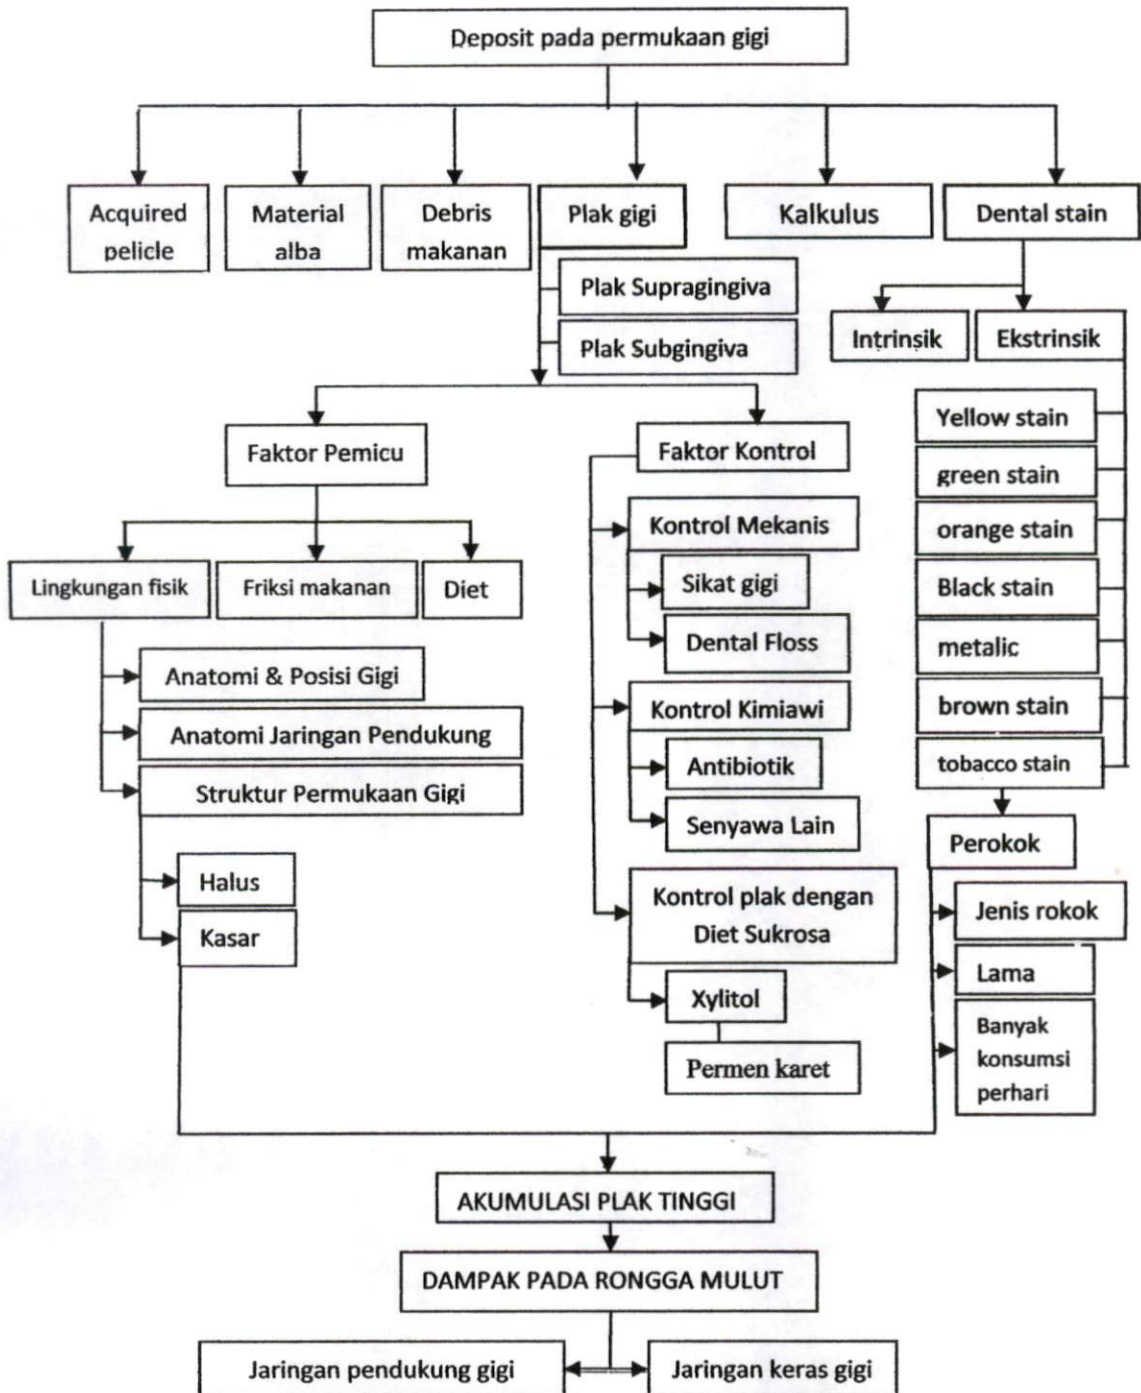 Deposit pada permukaan gigi
Acquired
pelicle
Material
alba
Debris
makanan
Plak gigi
Kalkulus
Dental stain
Plak Supragingiva
Plak Subgingiva
Intrinsik
Ekstrinsik
Faktor Pemicu
Faktor Kontrol
Lingkungan fisik
Friksi makanan
Diet
Anatomi & Posisi Gigi
Anatomi Jaringan Pendukung
Struktur Permukaan Gigi
Halus
Kasar
Kontrol Mekanis
Sikat gigi
Dental Floss
Kontrol Kimiawi
Antibiotik
Senyawa Lain
Kontrol plak dengan
Diet Sukrosa
Xylitol
Permen karet
Yellow stain
green stain
orange stain
Black stain
metalic
brown stain
tobacco stain
Perokok
Jenis rokok
Lama
Banyak
konsumsi
perhari
AKUMULASI PLAK TINGGI
DAMPAK PADA RONGGA MULUT
Jaringan pendukung gigi
Jaringan keras gigi